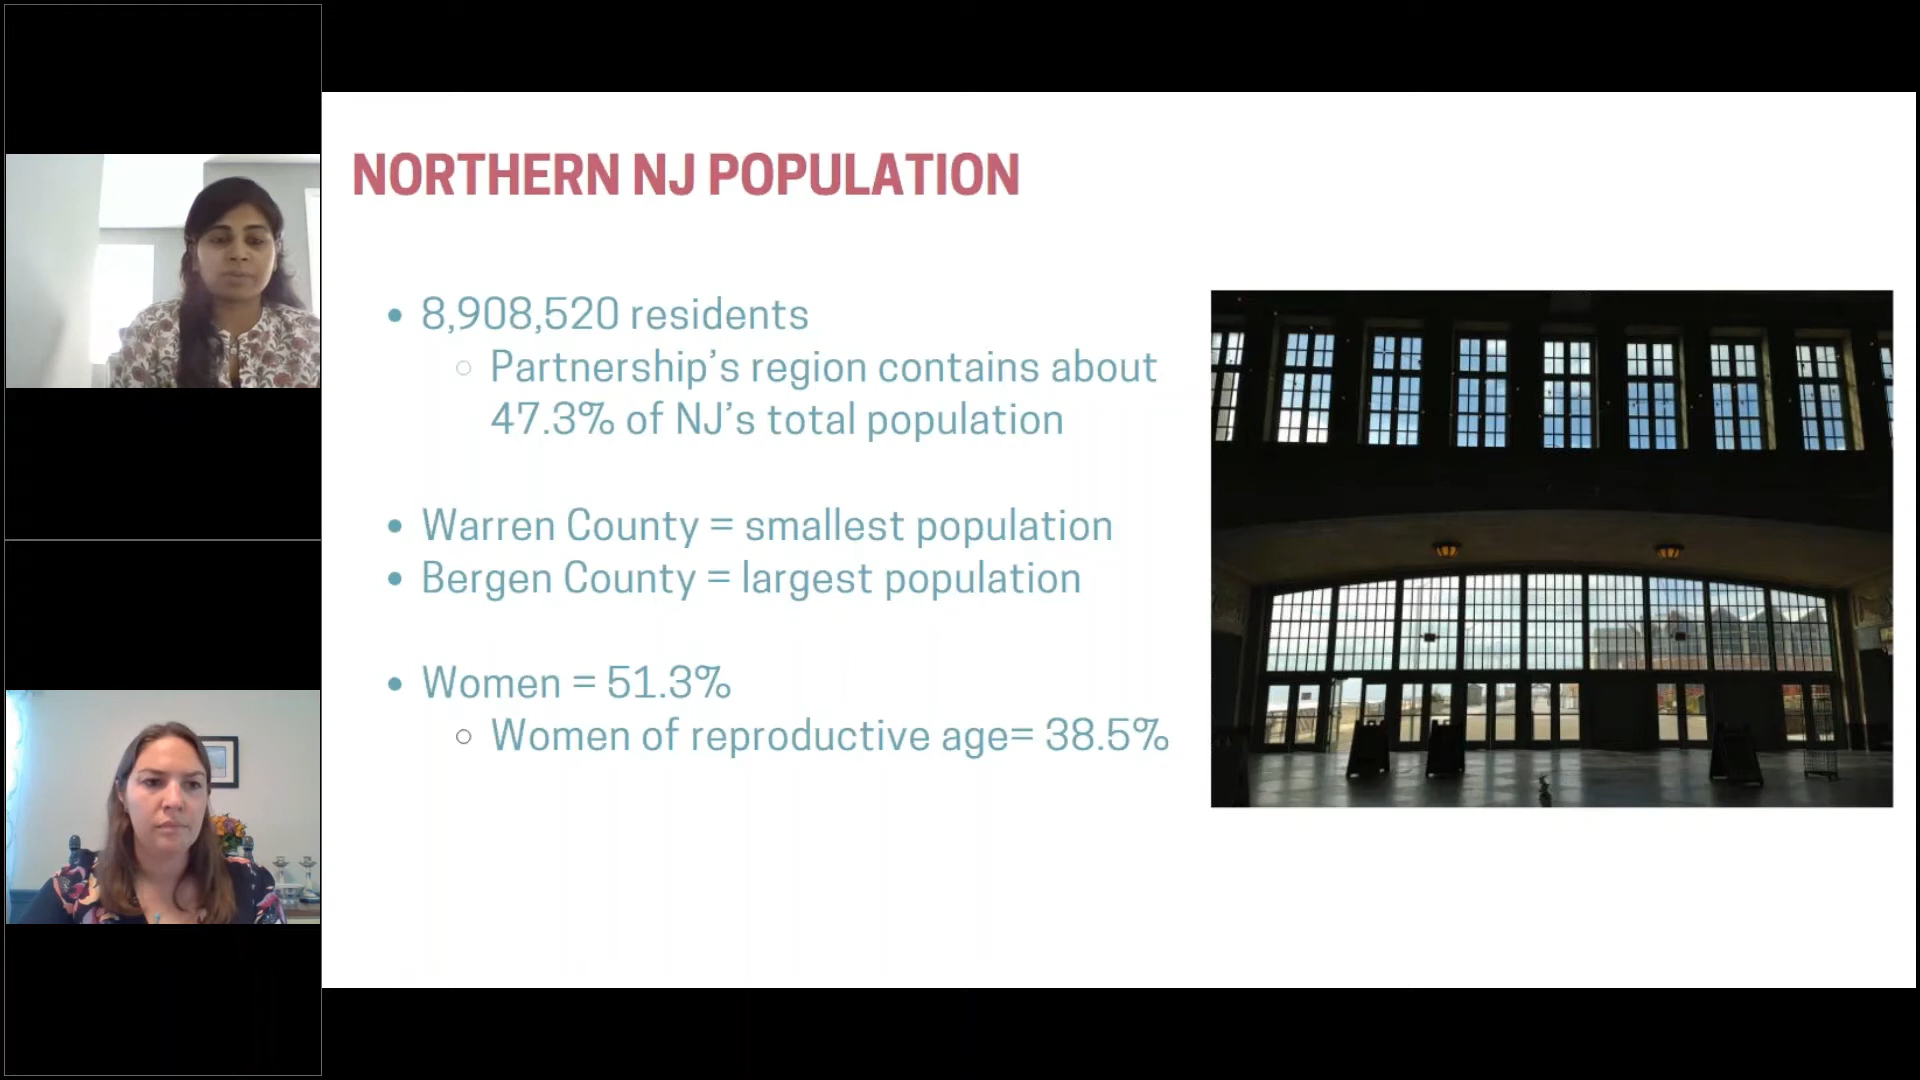 NORTHERN NJ POPULATION
• 8,908,520 residents
○ Partnership’s region contains about
47.3% of NJ’s total population
• Warren County = smallest population
• Bergen County = largest population
• Women = 51.3%
○ Women of reproductive age= 38.5%